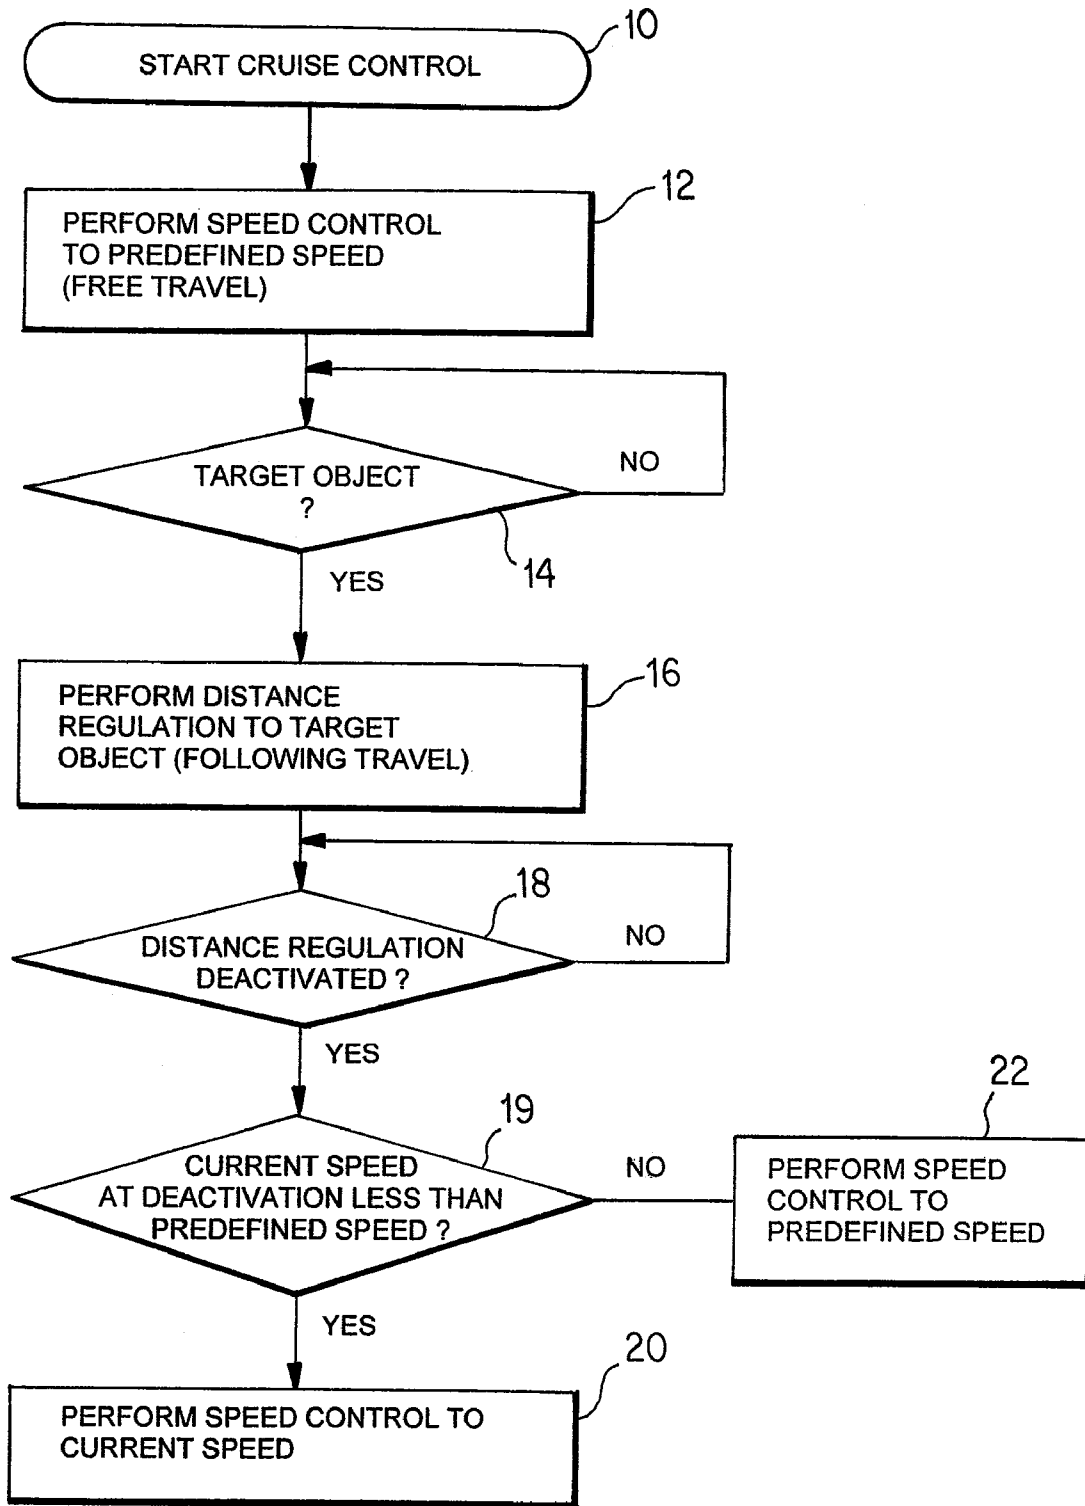 10
START CRUISE CONTROL
12
PERFORM SPEED CONTROL
TO PREDEFINED SPEED
(FREE TRAVEL)
TARGET OBJECT
?
NO
14
YES
16
PERFORM DISTANCE
REGULATION TO TARGET
OBJECT (FOLLOWING TRAVEL)
18
DISTANCE REGULATION
DEACTIVATED ?
NO
YES
19
CURRENT SPEED
AT DEACTIVATION LESS THAN
PREDEFINED SPEED ?
NO
22
PERFORM SPEED
CONTROL TO
PREDEFINED SPEED
YES
20
PERFORM SPEED CONTROL TO
CURRENT SPEED